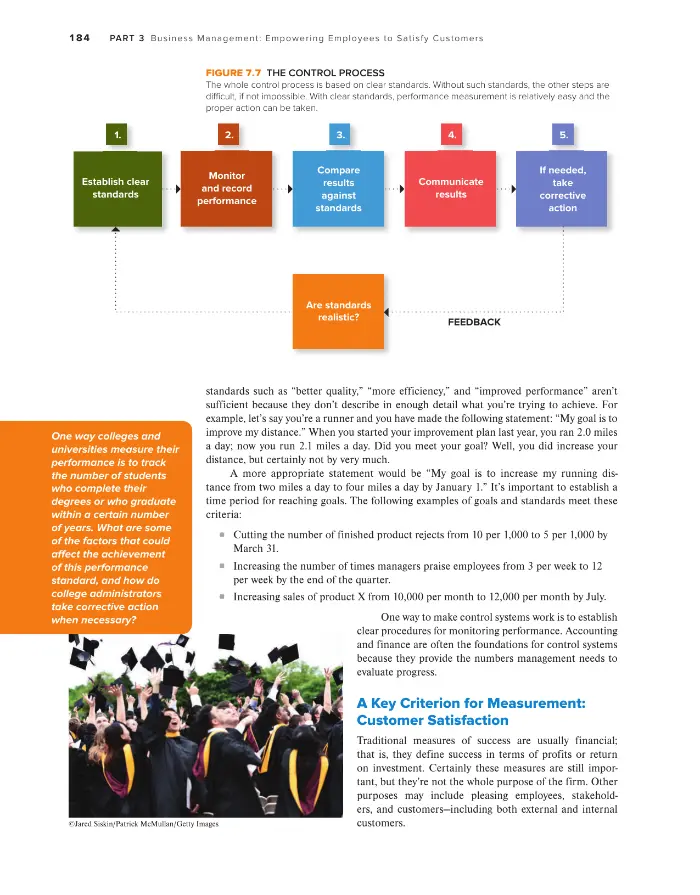 184 PART 3 Business Management: Empowering Employees to Satisfy Customers
FIGURE 7.7 THE CONTROL PROCESS
The whole control process is based on clear standards. Without such standards, the other steps are
difficult, if not impossible. With clear standards, performance measurement is relatively easy and the
proper action can be taken.
1.
Establish clear
standards
2.
Monitor
and record
performance
3.
Compare
results
against
standards
4.
Communicate
results
5.
If needed,
take
corrective
action
Are standards
realistic?
FEEDBACK
standards such as “better quality,” “more efficiency,” and “improved performance” aren’t
sufficient because they don’t describe in enough detail what you’re trying to achieve. For
example, let’s say you’re a runner and you have made the following statement: “My goal is to
improve my distance.” When you started your improvement plan last year, you ran 2.0 miles
a day; now you run 2.1 miles a day. Did you meet your goal? Well, you did increase your
distance, but certainly not by very much.
A more appropriate statement would be “My goal is to increase my running dis-
tance from two miles a day to four miles a day by January 1.” It’s important to establish a
time period for reaching goals. The following examples of goals and standards meet these
criteria:
■ Cutting the number of finished product rejects from 10 per 1,000 to 5 per 1,000 by
March 31.
■ Increasing the number of times managers praise employees from 3 per week to 12
per week by the end of the quarter.
■ Increasing sales of product X from 10,000 per month to 12,000 per month by July.
One way to make control systems work is to establish
clear procedures for monitoring performance. Accounting
and finance are often the foundations for control systems
because they provide the numbers management needs to
evaluate progress.
A Key Criterion for Measurement:
Customer Satisfaction
Traditional measures of success are usually financial;
that is, they define success in terms of profits or return
on investment. Certainly these measures are still impor-
tant, but they’re not the whole purpose of the firm. Other
purposes may include pleasing employees, stakehold-
ers, and customers—including both external and internal
customers.
One way colleges and
universities measure their
performance is to track
the number of students
who complete their
degrees or who graduate
within a certain number
of years. What are some
of the factors that could
affect the achievement
of this performance
standard, and how do
college administrators
take corrective action
when necessary?
©Jared Siskin/Patrick McMullan/Getty Images